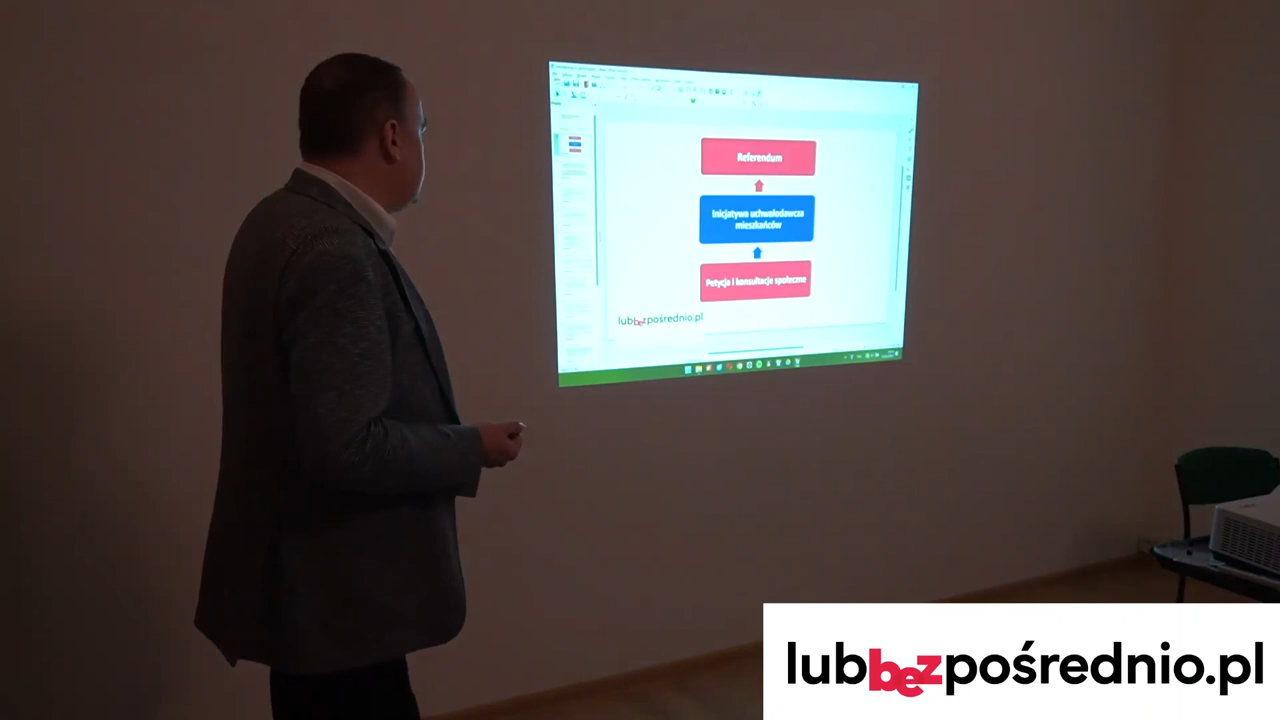 Referendum
Inicjatywa uchwałodawcza
mieszkańców
Petycja i konsultacje społeczne
lubbezpośrednio.pl
lubbezpośrednio.pl